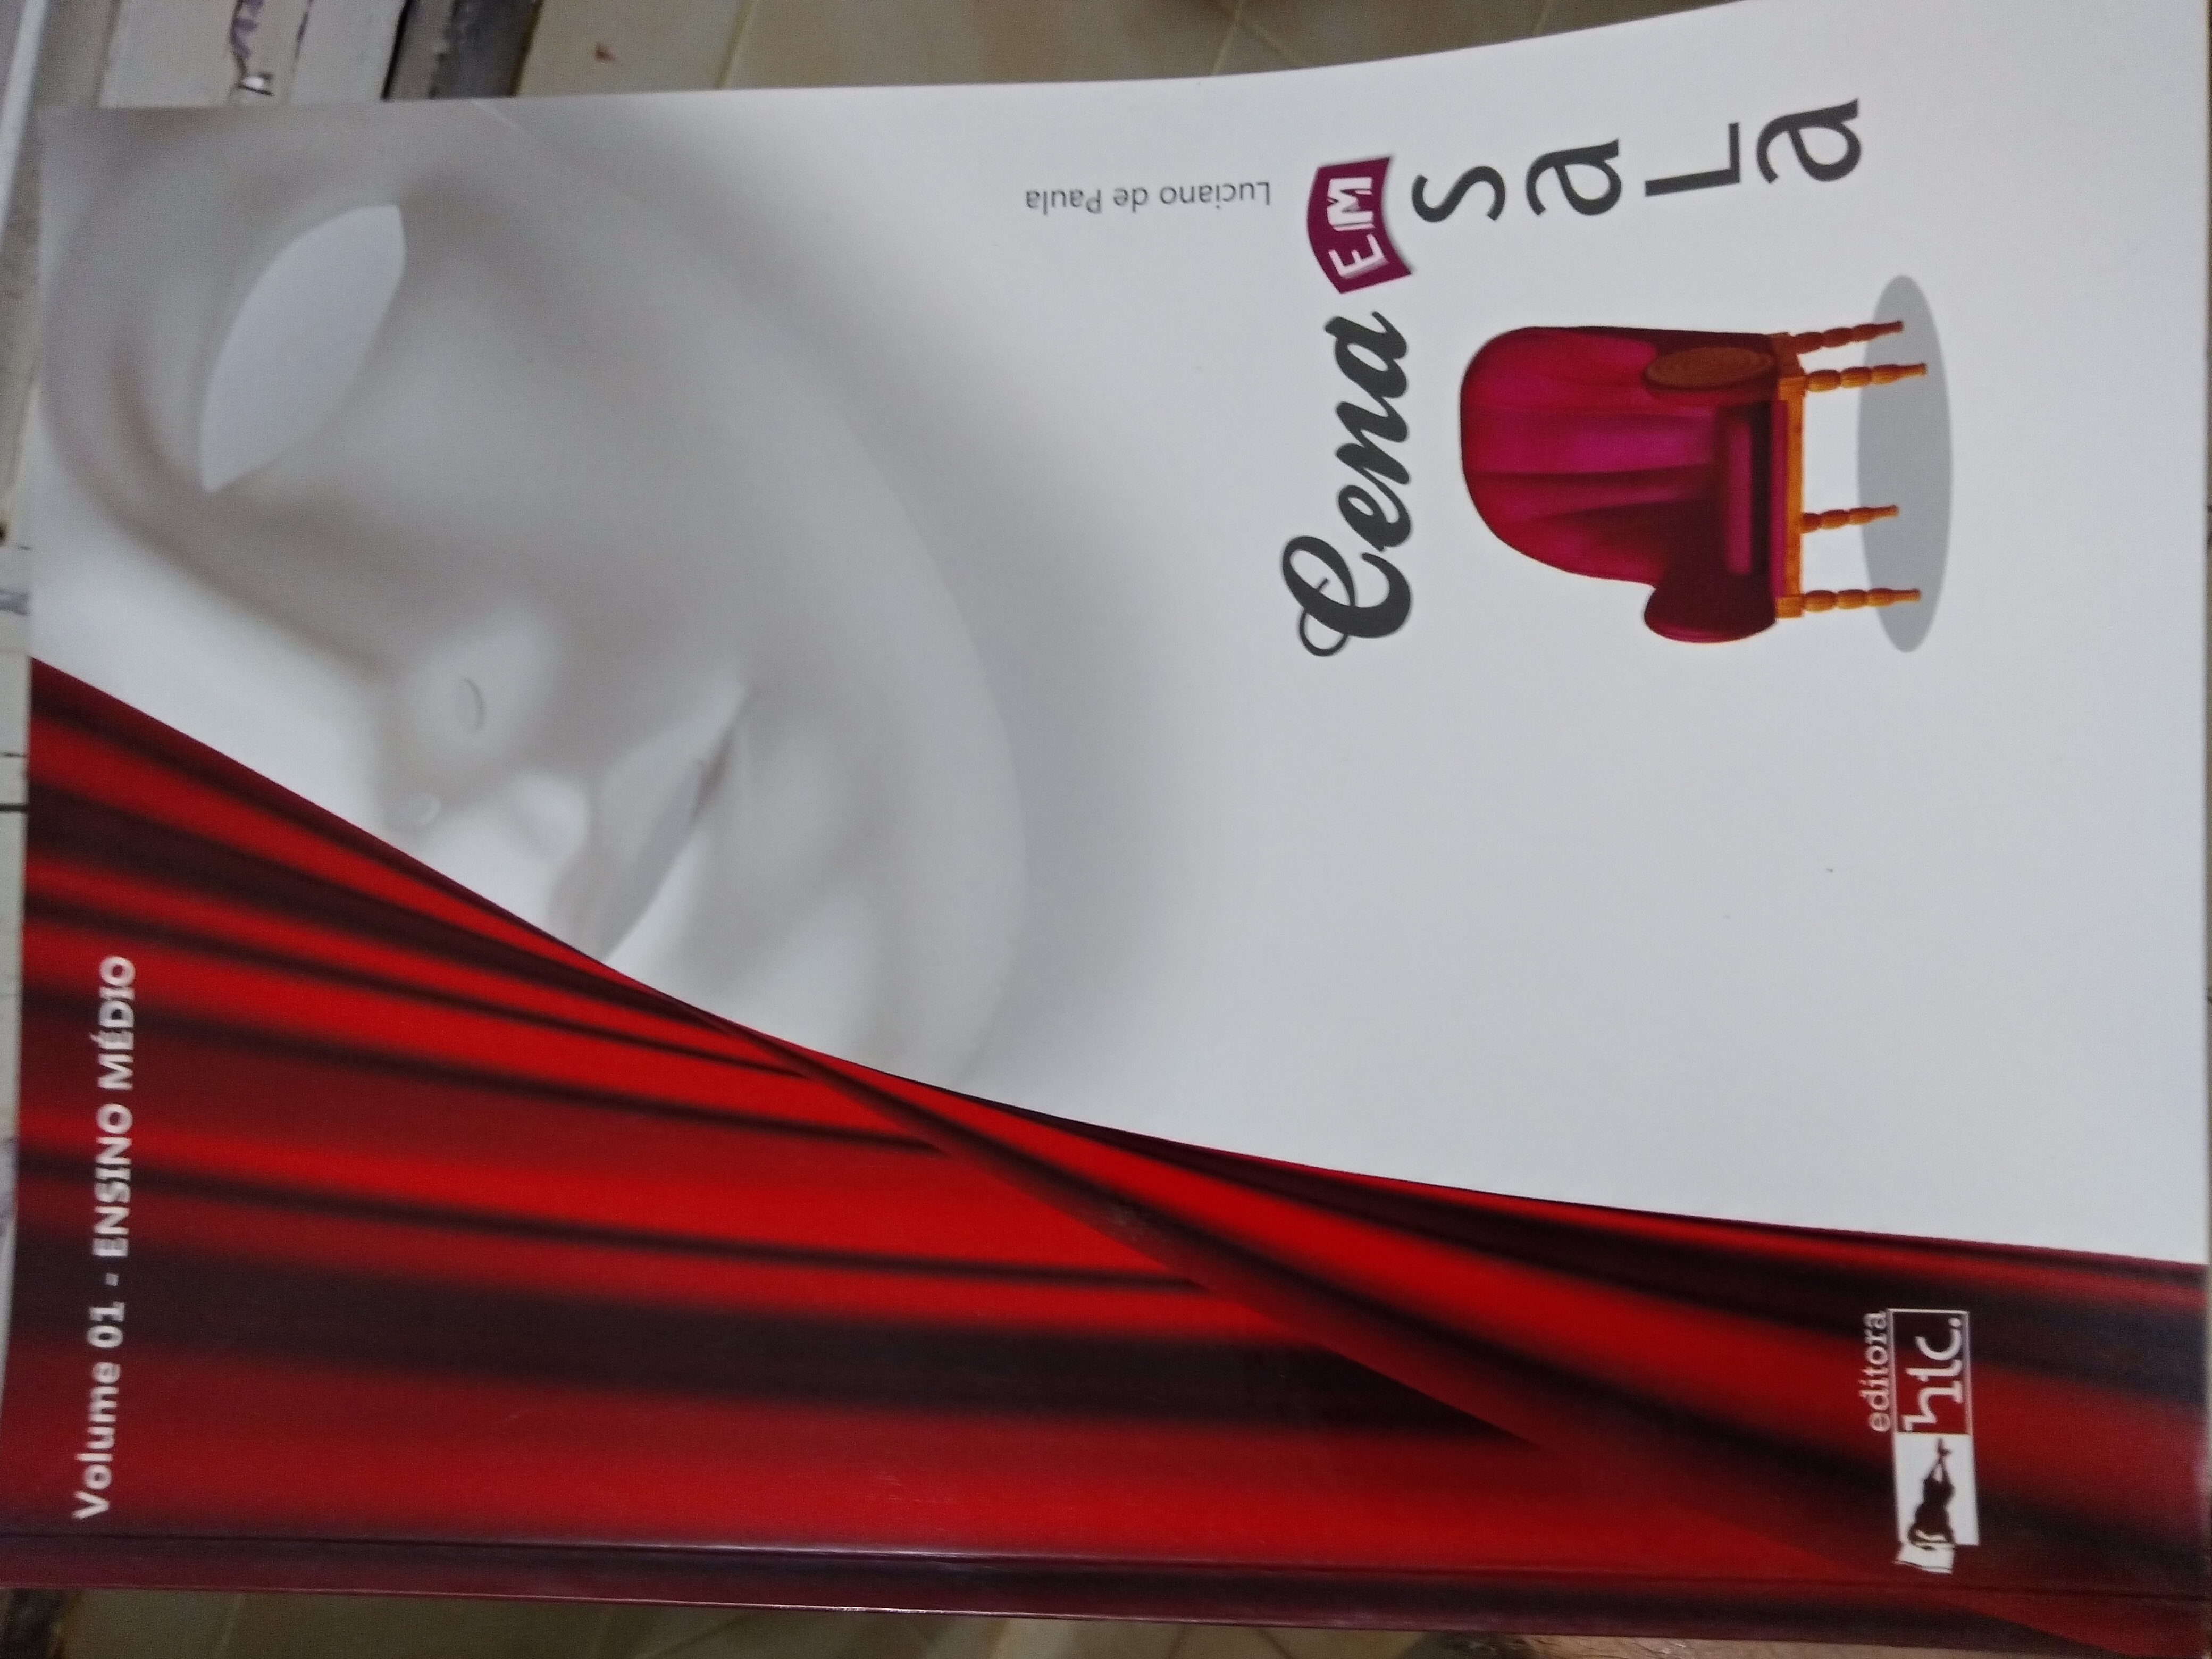 Volume 01 - ENSINO MÉDIO
Luciano de Paula
Cena EM
saLa
editora
htc.